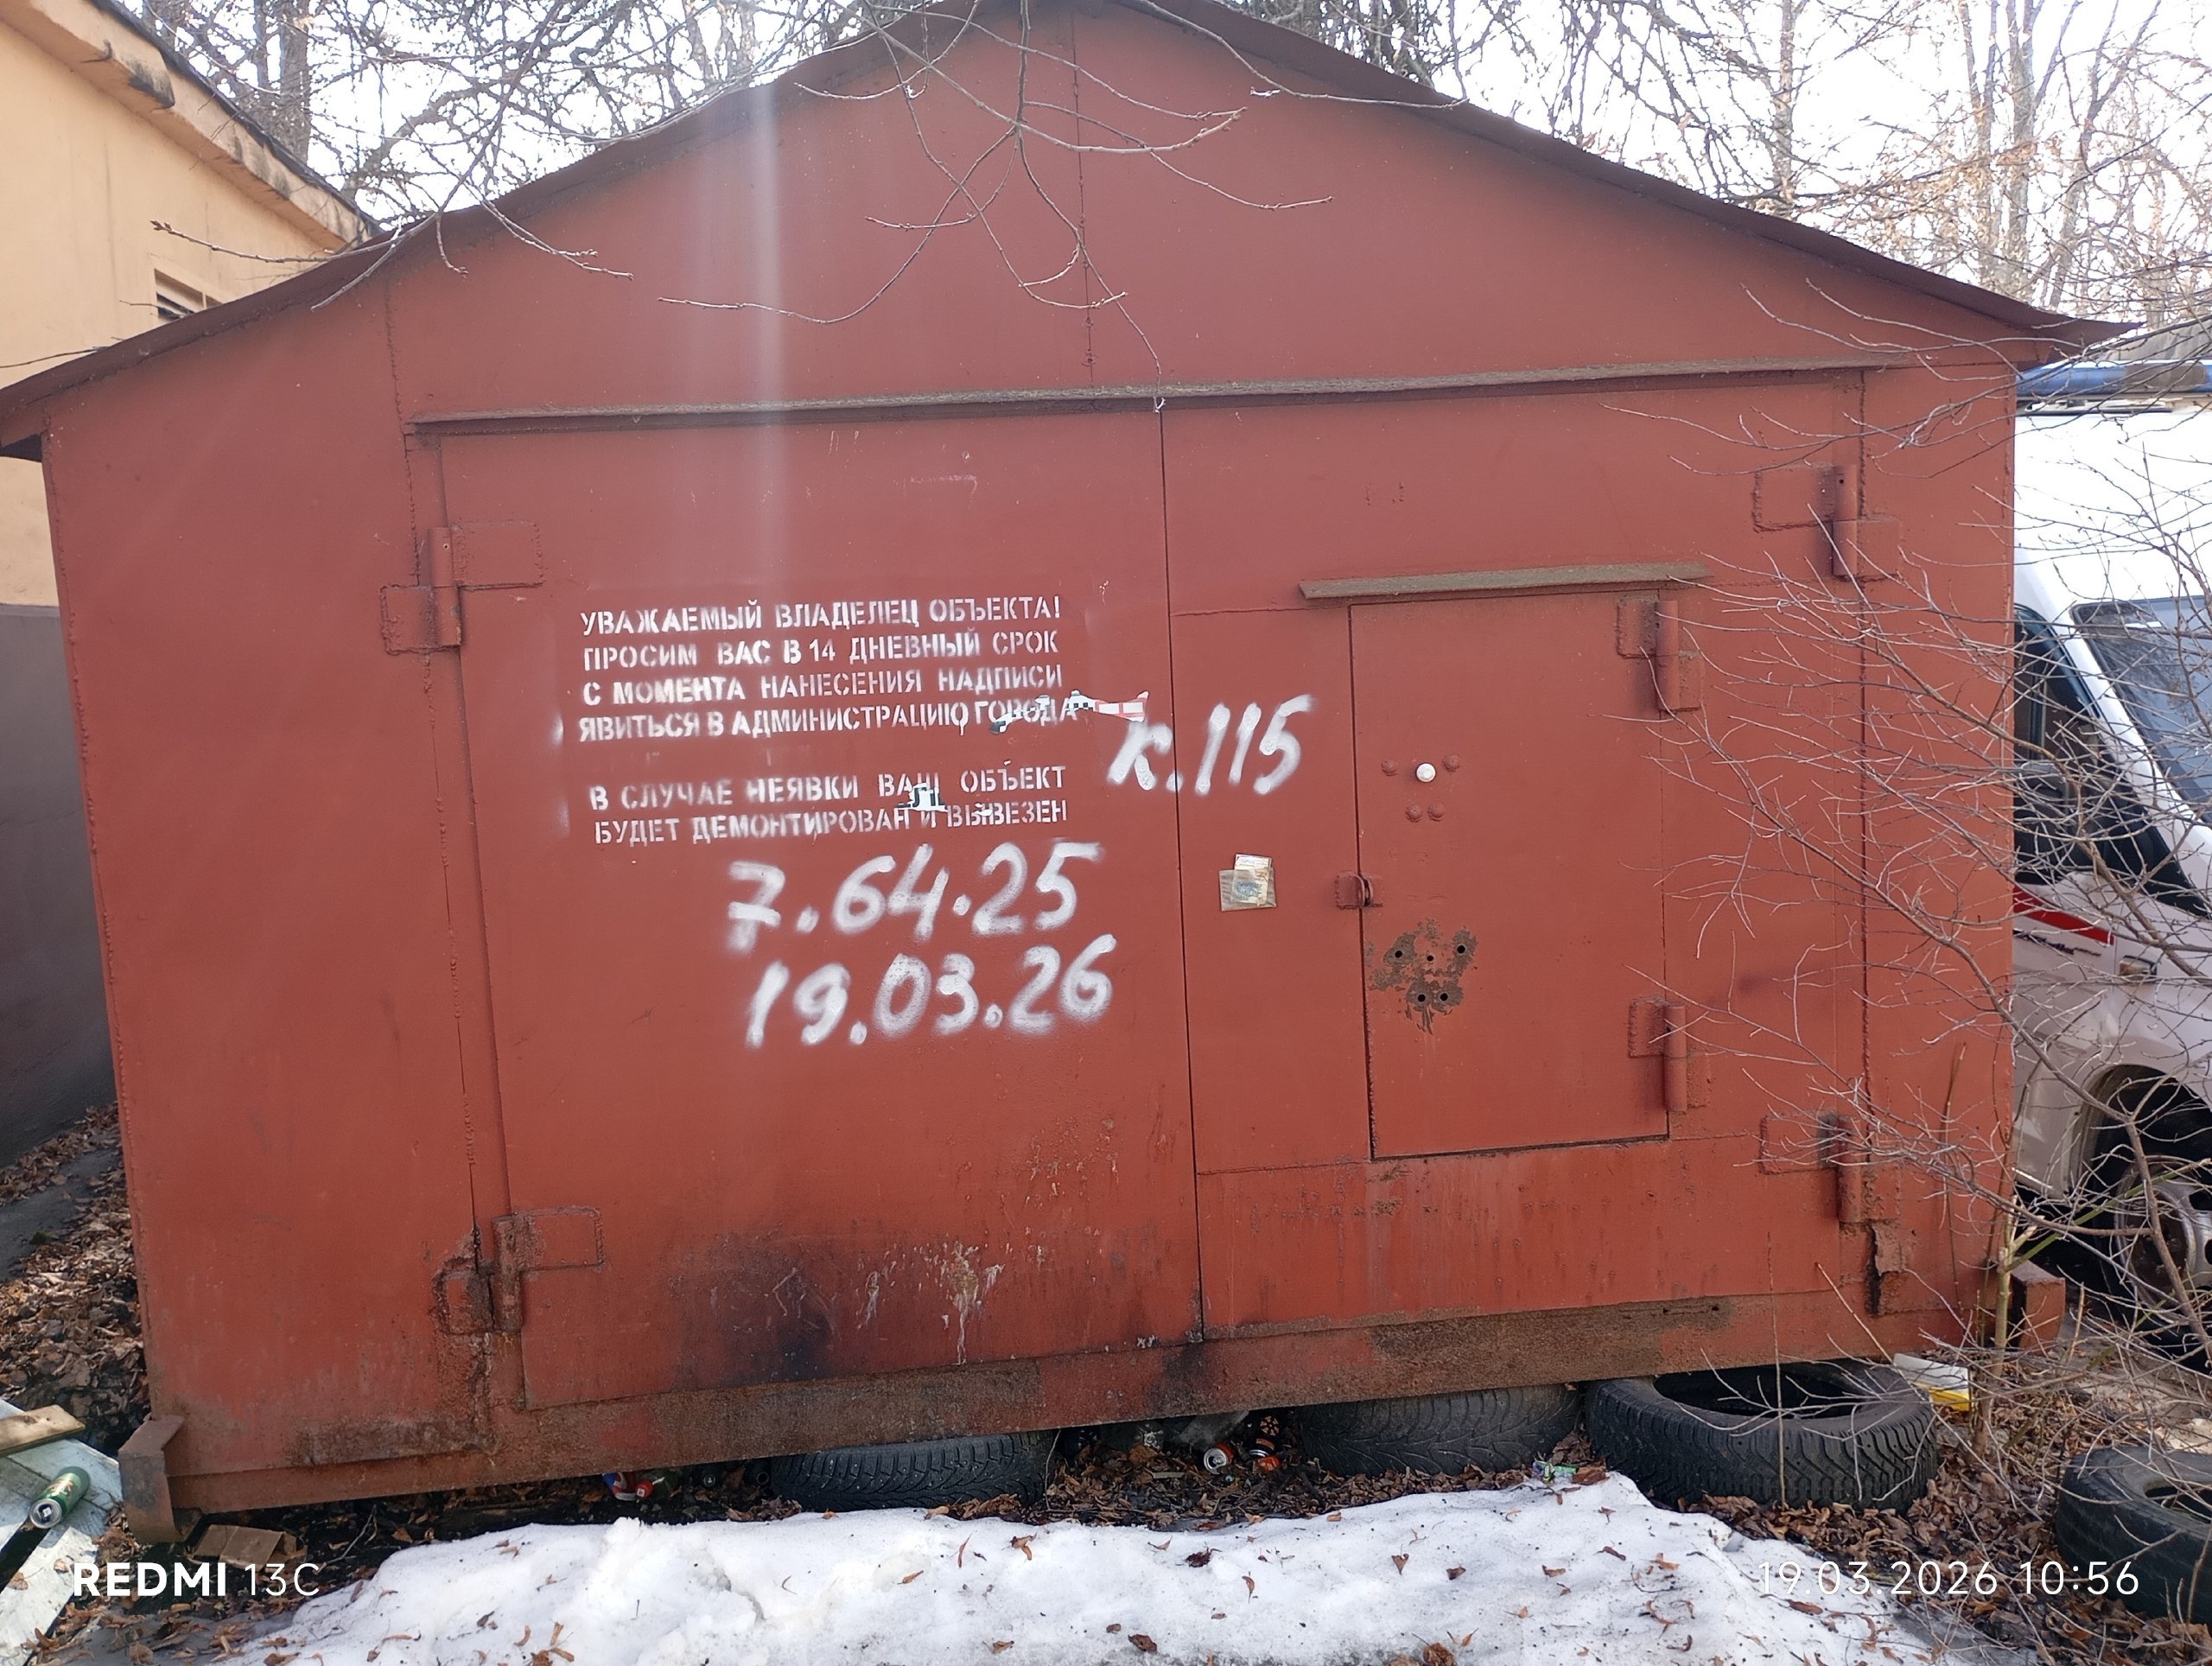 УВАЖАЕМЫЙ ВЛАДЕЛЕЦ ОБЪЕКТА!
ПРОСИМ ВАС В 14 ДНЕВНЫЙ СРОК
С МОМЕНТА НАНЕСЕНИЯ НАДПИСИ
ЯВИТЬСЯ В АДМИНИСТРАЦИЮ ГОРОДА
к.115
В СЛУЧАЕ НЕЯВКИ ВАШ ОБЪЕКТ
БУДЕТ ДЕМОНТИРОВАН И ВЫВЕЗЕН
7.64.25
19.03.26
REDMI 13C
19.03.2026 10:56